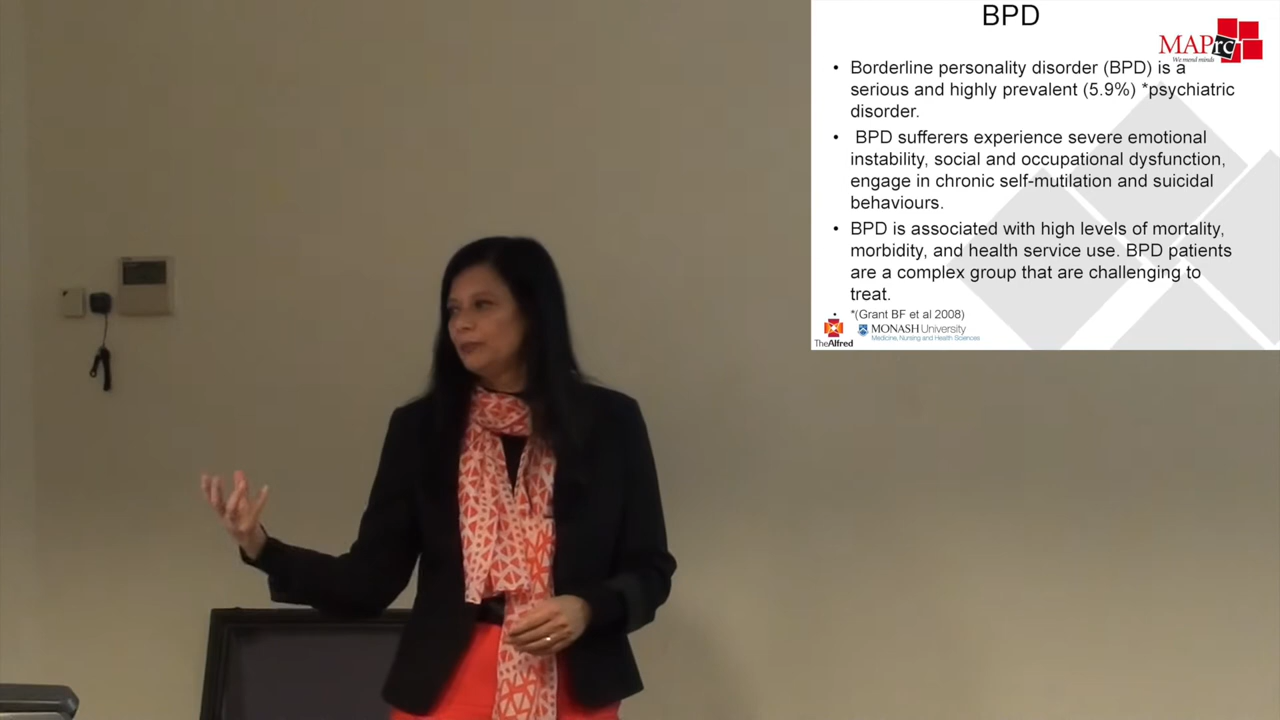 BPD
MAPrc
We mend minds
• Borderline personality disorder (BPD) is a
serious and highly prevalent (5.9%) *psychiatric
disorder.
• BPD sufferers experience severe emotional
instability, social and occupational dysfunction,
engage in chronic self-mutilation and suicidal
behaviours.
• BPD is associated with high levels of mortality,
morbidity, and health service use. BPD patients
are a complex group that are challenging to
treat.
• *(Grant BF et al 2008)
TheAlfred
MONASH University
Medicine, Nursing and Health Sciences